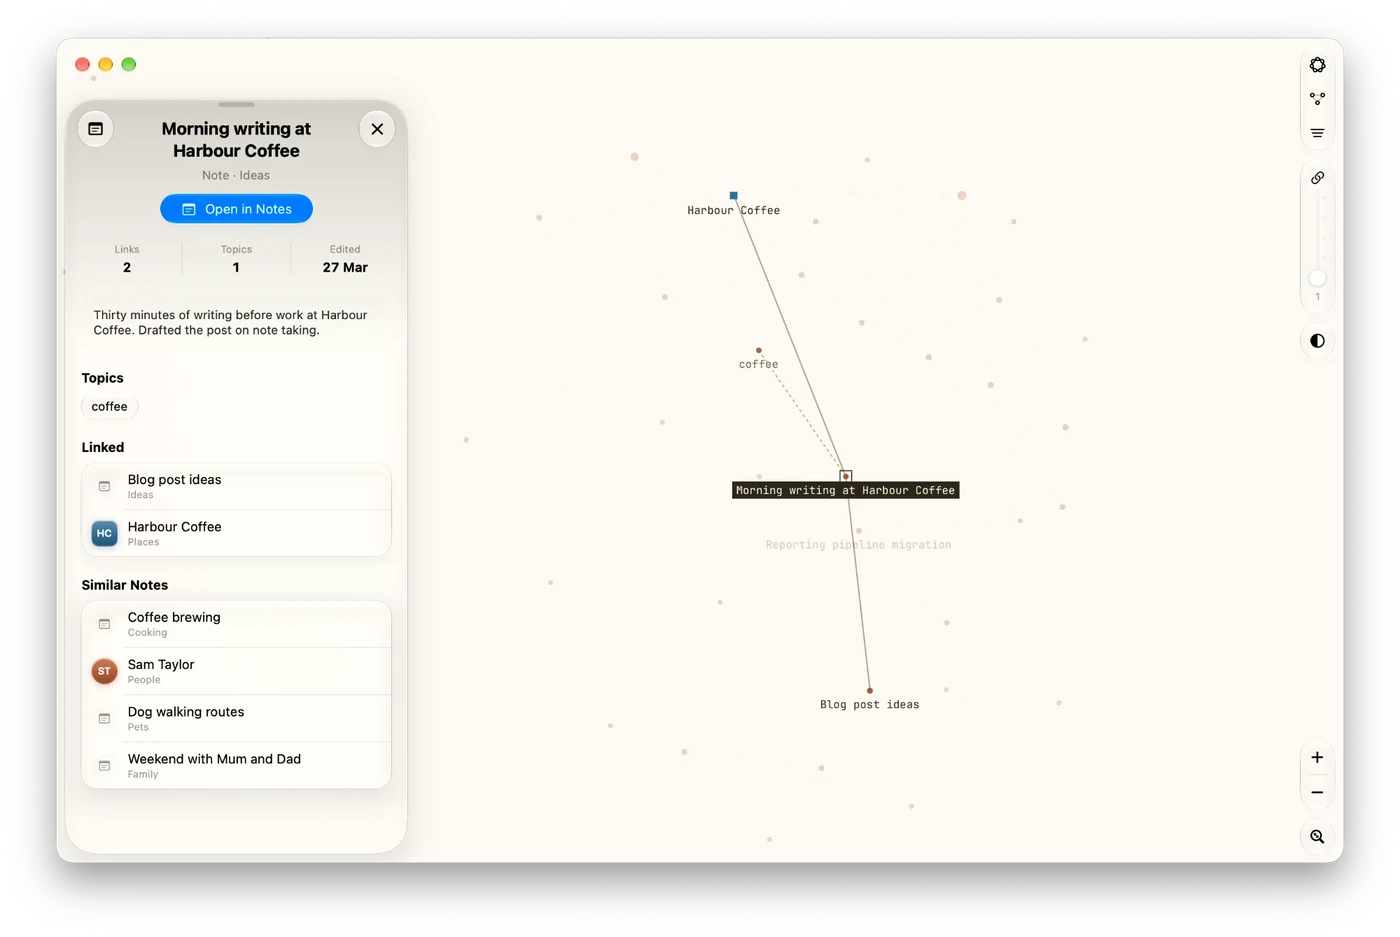 Morning writing at
Harbour Coffee
Note · Ideas
Open in Notes
Links
2
Topics
1
Edited
27 Mar
Thirty minutes of writing before work at Harbour
Coffee. Drafted the post on note taking.
Topics
coffee
Linked
Blog post ideas
Ideas
HC
Harbour Coffee
Places
Similar Notes
Coffee brewing
Cooking
ST
Sam Taylor
People
Dog walking routes
Pets
Weekend with Mum and Dad
Family
Harbour Coffee
coffee
Morning writing at Harbour Coffee
Reporting pipeline migration
Blog post ideas
1